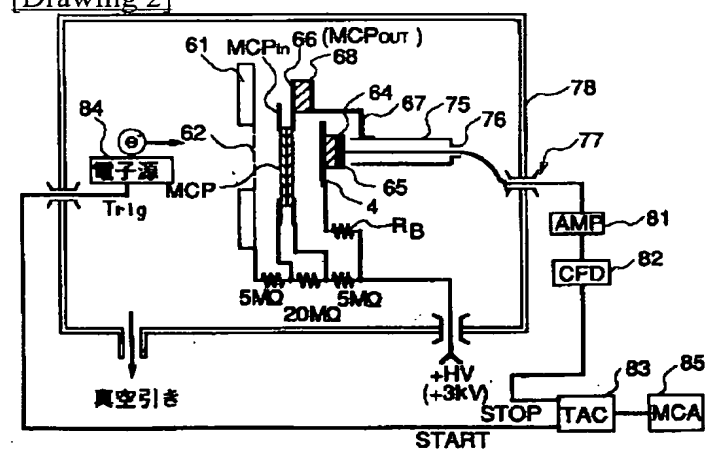 [Drawing 2]
61
MCPin
66 (MCPOUT)
68
64
67
75
76
78
77
84
62
⊖
電子源
MCP
Trig
65
4
RB
AMP
81
CFD
82
5MΩ
20MΩ
5MΩ
+HV
(+3kV)
真空引き
83
85
STOP
TAC
MCA
START